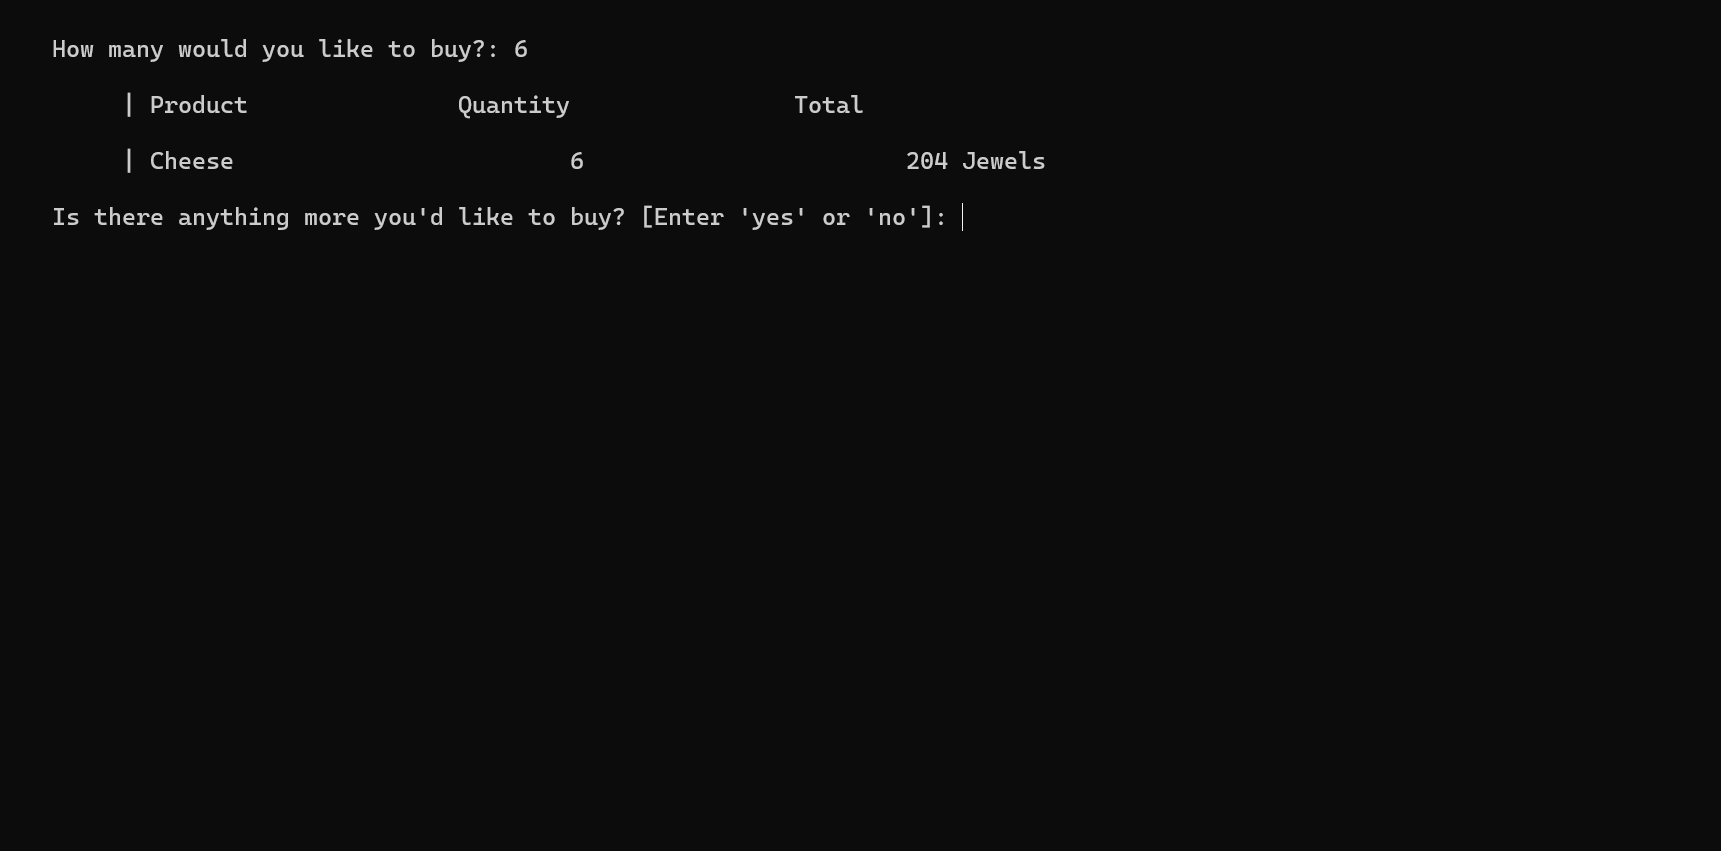 How many would you like to buy?: 6
| Product Quantity Total
| Cheese 6 204 Jewels
Is there anything more you'd like to buy? [Enter 'yes' or 'no']: